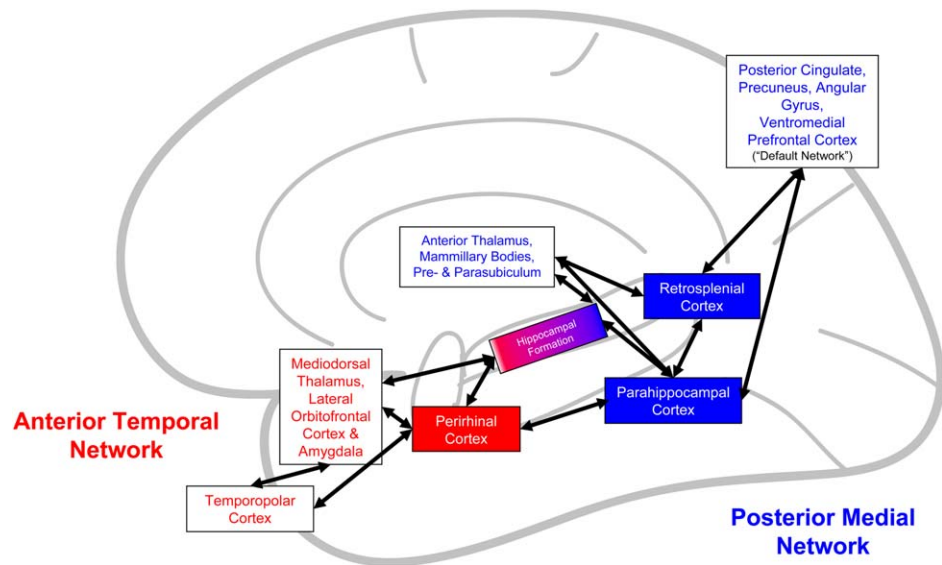 Posterior Cingulate,
Precuneus, Angular
Gyrus,
Ventromedial
Prefrontal Cortex
("Default Network")
Anterior Thalamus,
Mammillary Bodies,
Pre- & Parasubiculum
Retrosplenial
Cortex
Hippocampal
Formation
Mediodorsal
Thalamus,
Lateral
Orbitofrontal
Cortex &
Amygdala
Parahippocampal
Cortex
Perirhinal
Cortex
Anterior Temporal
Network
Temporopolar
Cortex
Posterior Medial
Network